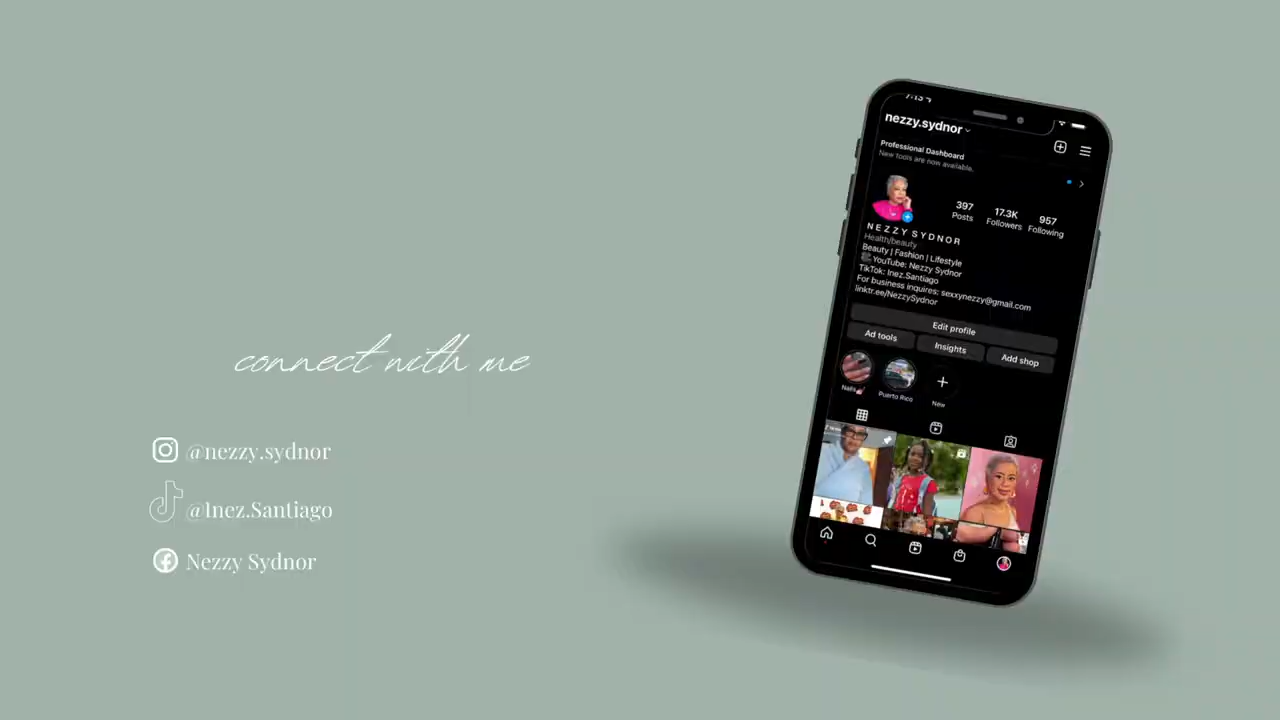 connect with me
@nezzy.sydnor
@Inez.Santiago
Nezzy Sydnor
7:13
nezzy.sydnor
Professional Dashboard
New tools are now available.
397 17.3K 957
Posts Followers Following
NEZZY SYDNOR
Health/beauty
Beauty | Fashion | Lifestyle
YouTube: Nezzy Sydnor
TikTok: Inez.Santiago
For business inquires: sexxynezzy@gmail.com
linktr.ee/NezzySydnor
Edit profile
Ad tools Insights Add shop
Nails Puerto Rico New